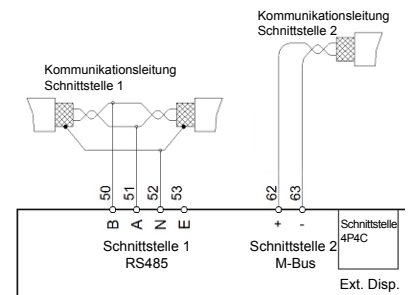 Kommunikationsleitung
Schnittstelle 2
Kommunikationsleitung
Schnittstelle 1
50 51 52 53 62 63
B A N E + -
Schnittstelle 1
RS485
Schnittstelle 2
M-Bus
Schnittstelle
4P4C
Ext. Disp.